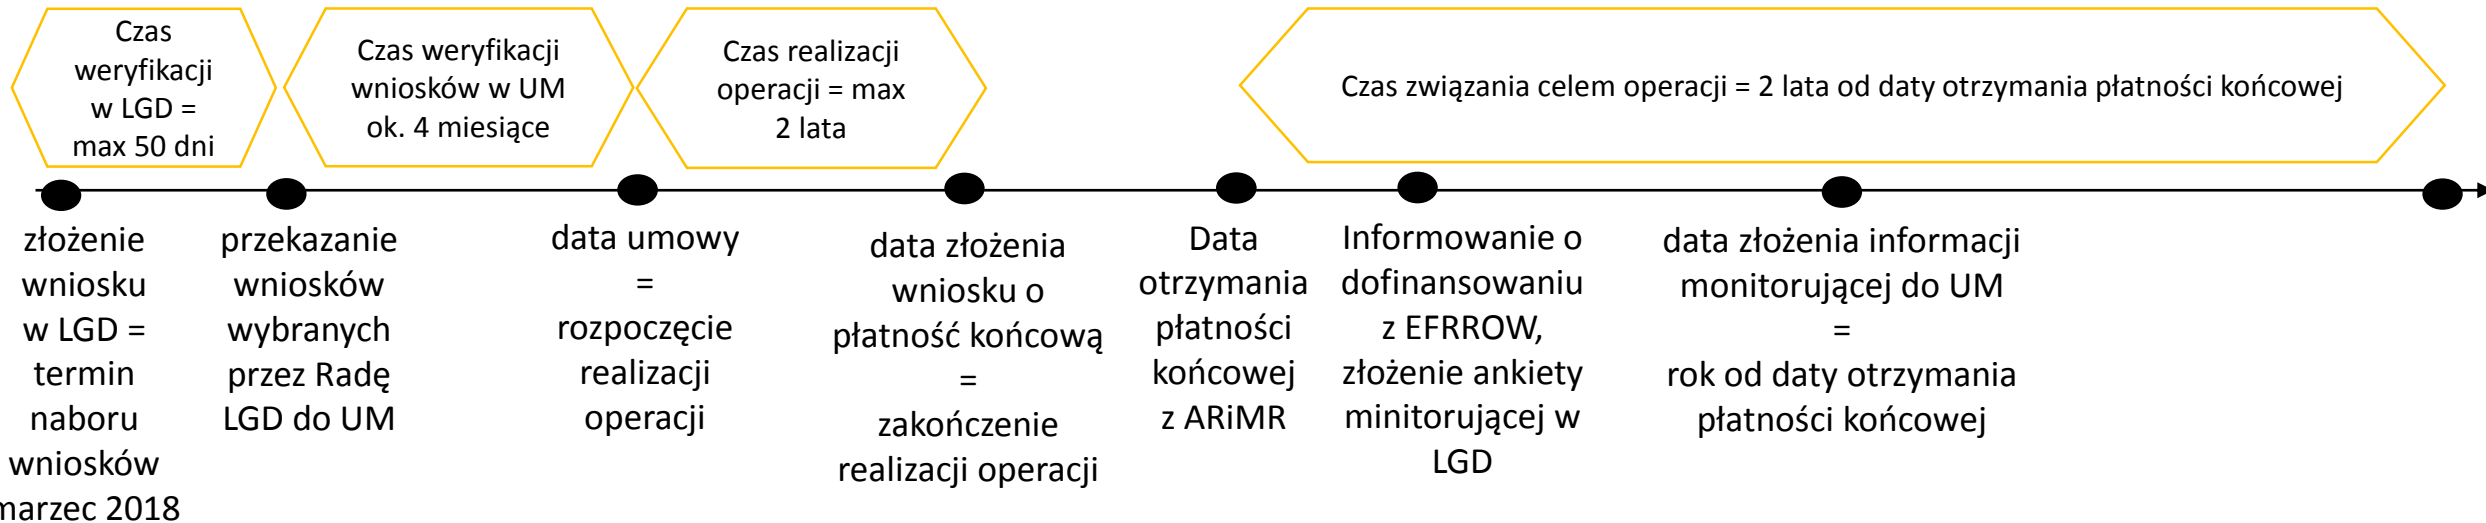 Czas
weryfikacji
w LGD =
max 50 dni
Czas weryfikacji
wniosków w UM
ok. 4 miesiące
Czas realizacji
operacji = max
2 lata
Czas związania celem operacji = 2 lata od daty otrzymania płatności końcowej
złożenie
wniosku
w LGD =
termin
naboru
wniosków
marzec 2018
przekazanie
wniosków
wybranych
przez Radę
LGD do UM
data umowy
=
rozpoczęcie
realizacji
operacji
data złożenia
wniosku o
płatność końcową
=
zakończenie
realizacji operacji
Data
otrzymania
płatności
końcowej
z ARiMR
Informowanie o
dofinansowaniu
z EFRROW,
złożenie ankiety
minitorującej w
LGD
data złożenia informacji
monitorującej do UM
=
rok od daty otrzymania
płatności końcowej